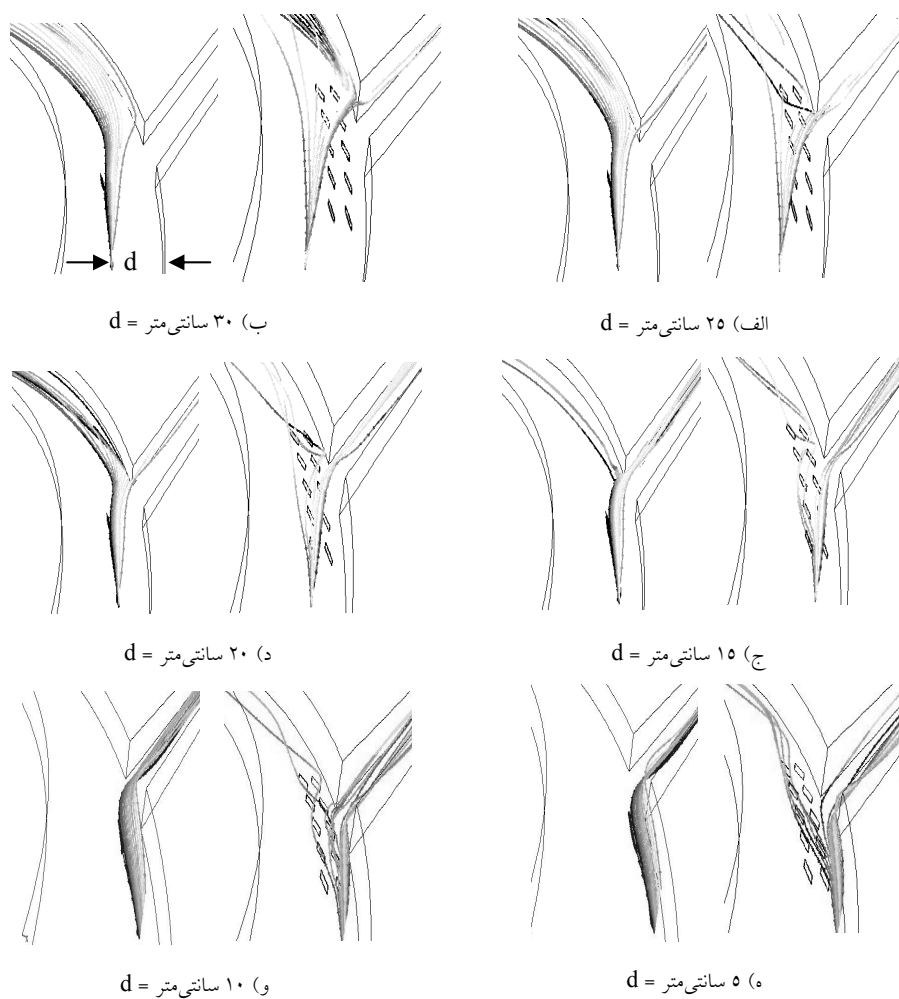 d
الف) ۲۵ سانتی‌متر = d
ب) ۳۰ سانتی‌متر = d
ج) ۱۵ سانتی‌متر = d
د) ۲۰ سانتی‌متر = d
ه) ۵ سانتی‌متر = d
و) ۱۰ سانتی‌متر = d